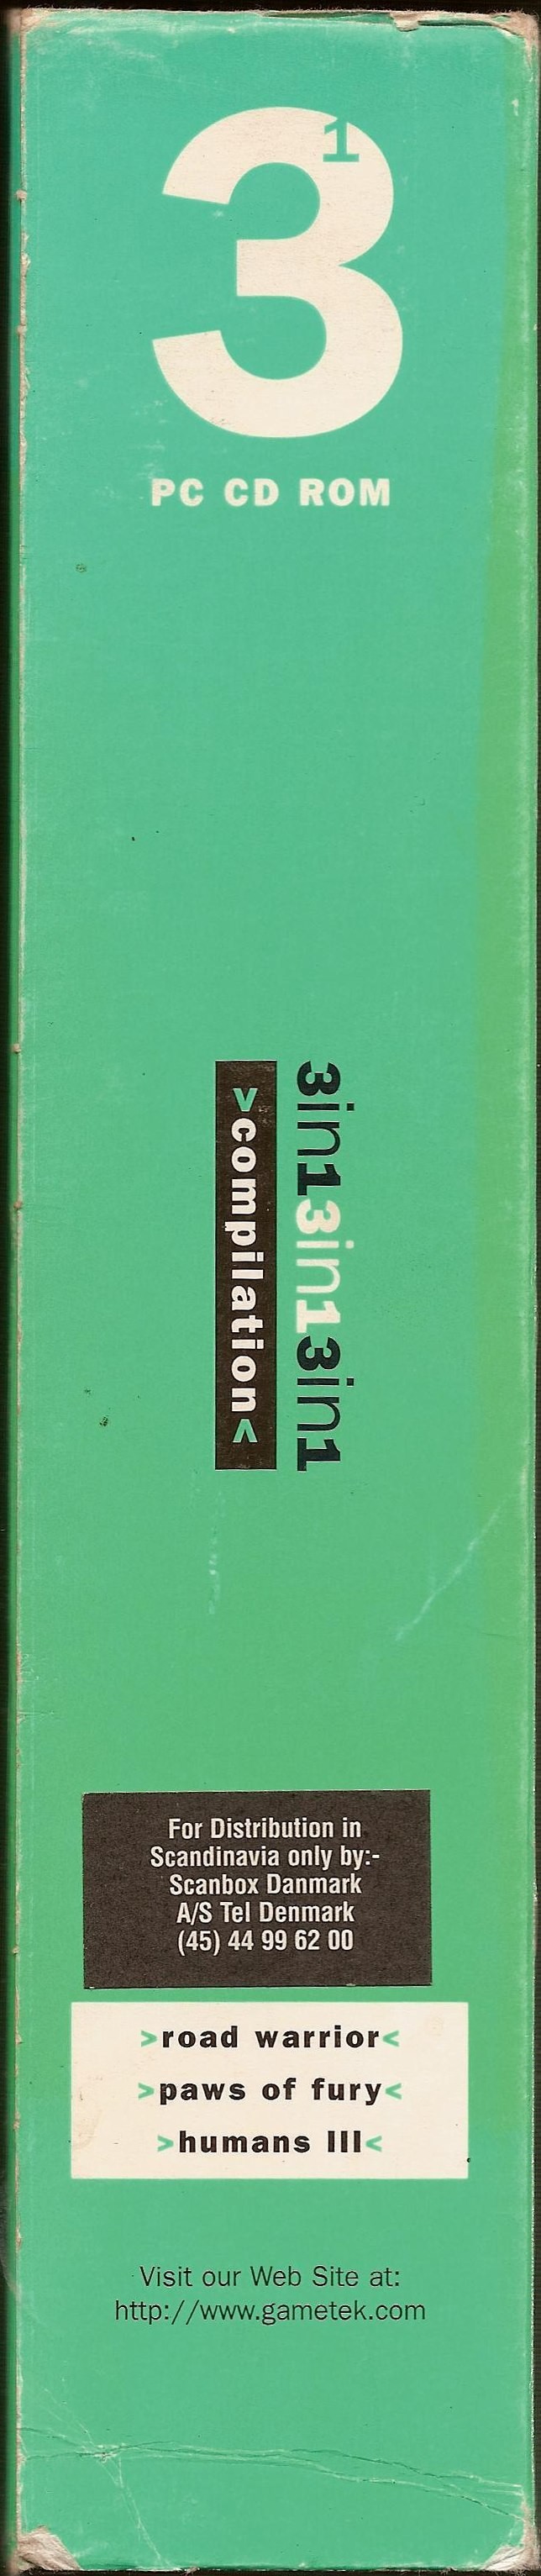 3
1
PC CD ROM
3in13in13in1
>compilation<
For Distribution in
Scandinavia only by:-
Scanbox Danmark
A/S Tel Denmark
(45) 44 99 62 00
>road warrior<
>paws of fury<
>humans III<
Visit our Web Site at:
http://www.gametek.com